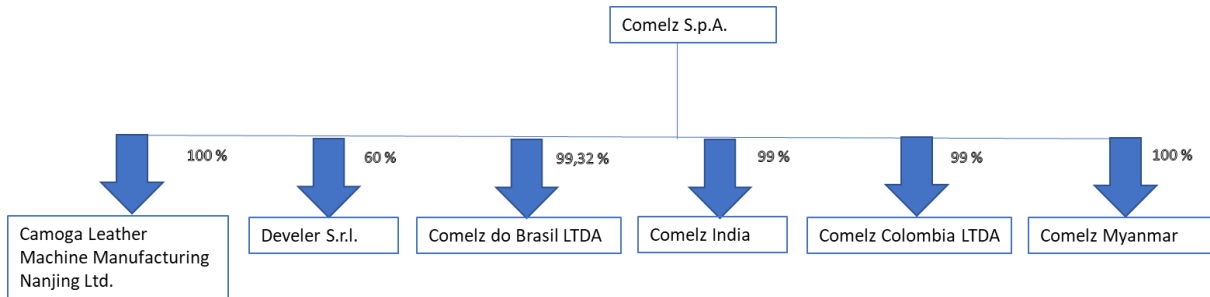 Comelz S.p.A.
100 %
60 %
99,32 %
99 %
99 %
100 %
Camoga Leather
Machine Manufacturing
Nanjing Ltd.
Develer S.r.l.
Comelz do Brasil LTDA
Comelz India
Comelz Colombia LTDA
Comelz Myanmar